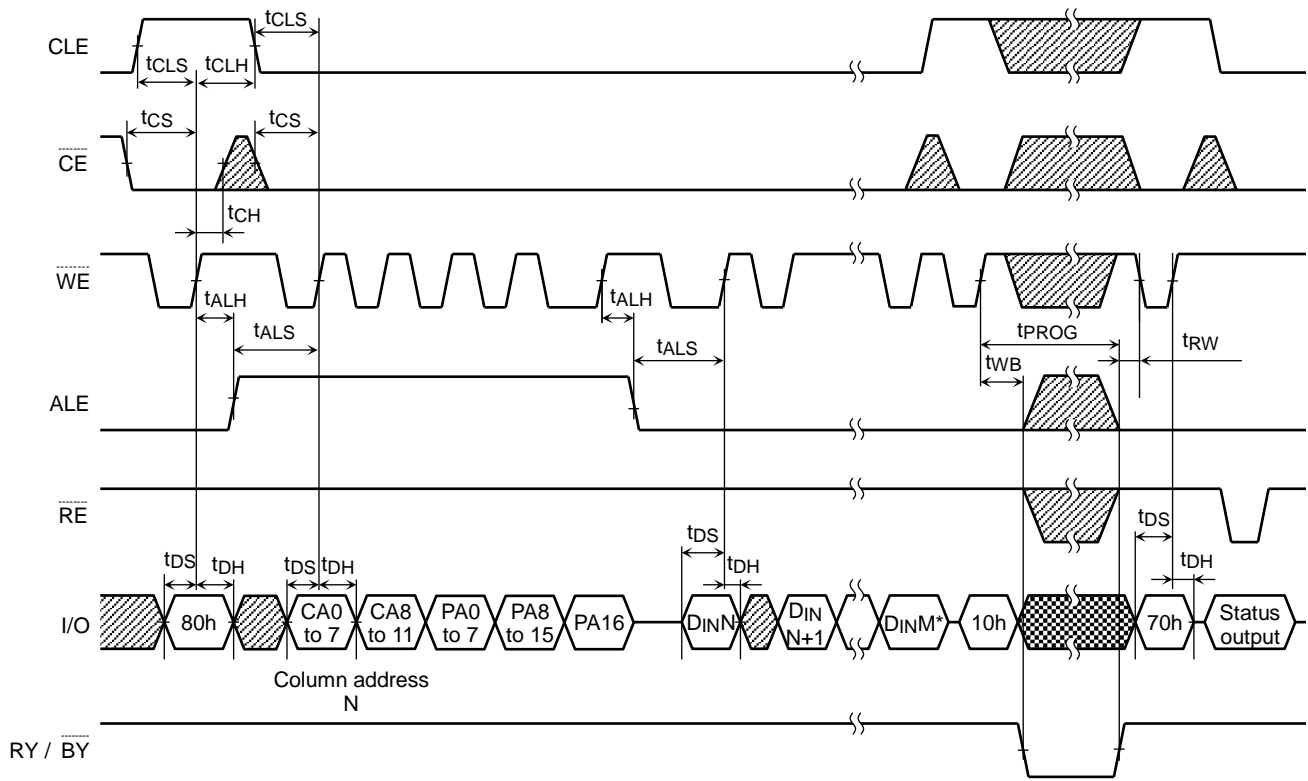 tCLS
CLE
tCLS tCLH
tCS tCS
CE
tCH
WE
tALH tALH
tALS tALS tPROG tRW
tWB
ALE
RE
tDS tDH tDS tDH tDS tDH tDS tDH
I/O 80h CA0 to 7 CA8 to 11 PA0 to 7 PA8 to 15 PA16 DINN DIN N+1 DINM* 10h 70h Status output
Column address
N
RY / BY